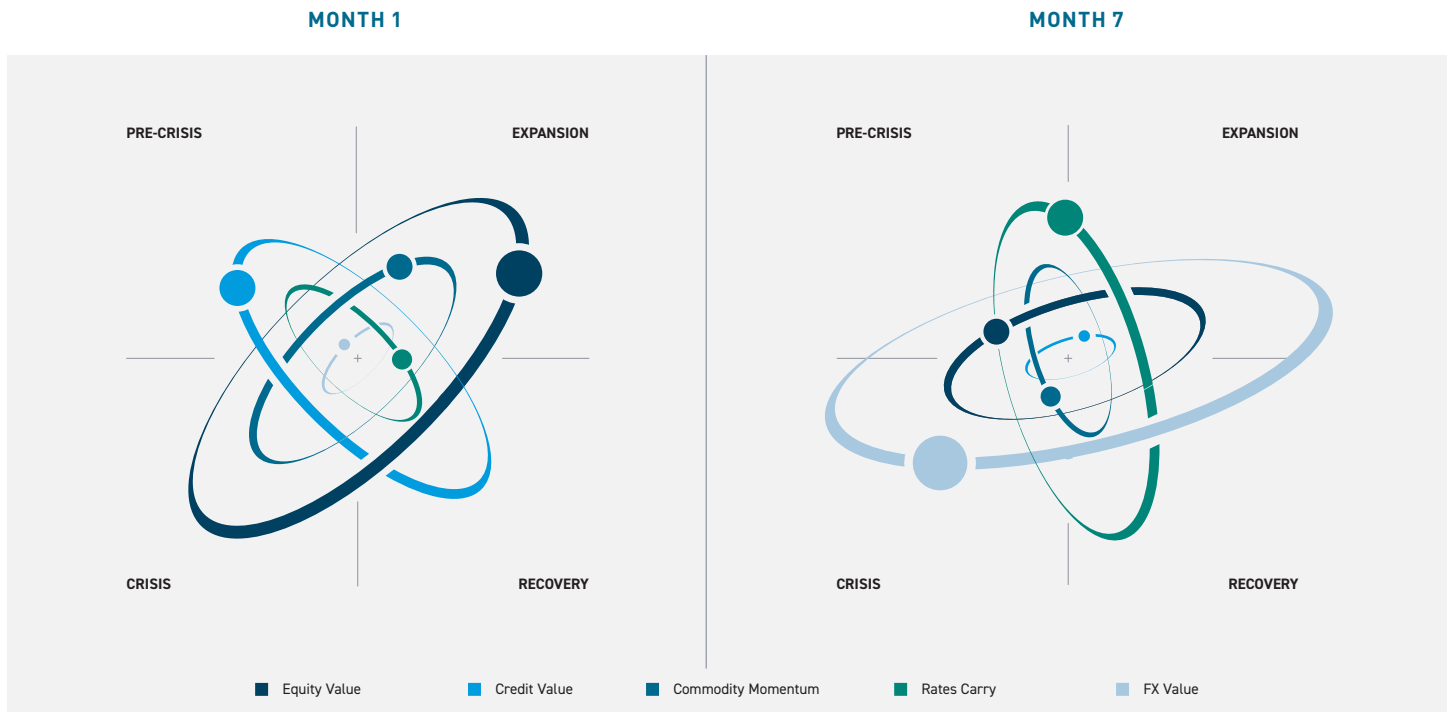 MONTH 1
MONTH 7
PRE-CRISIS
EXPANSION
PRE-CRISIS
EXPANSION
CRISIS
RECOVERY
CRISIS
RECOVERY
Equity Value
Credit Value
Commodity Momentum
Rates Carry
FX Value